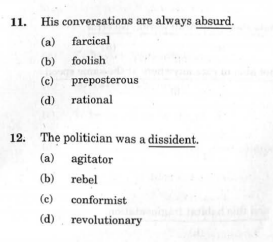 11. His conversations are always absurd.
(a) farcical
(b) foolish
(c) preposterous
(d) rational
12. The politician was a dissident.
(a) agitator
(b) rebel
(c) conformist
(d) revolutionary